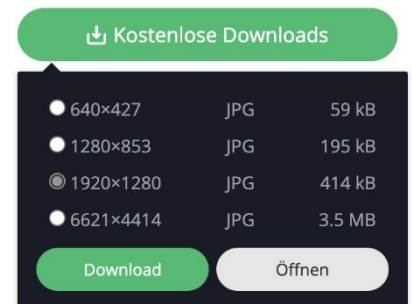 Kostenlose Downloads
640×427 JPG 59 kB
1280×853 JPG 195 kB
1920×1280 JPG 414 kB
6621×4414 JPG 3.5 MB
Download Öffnen